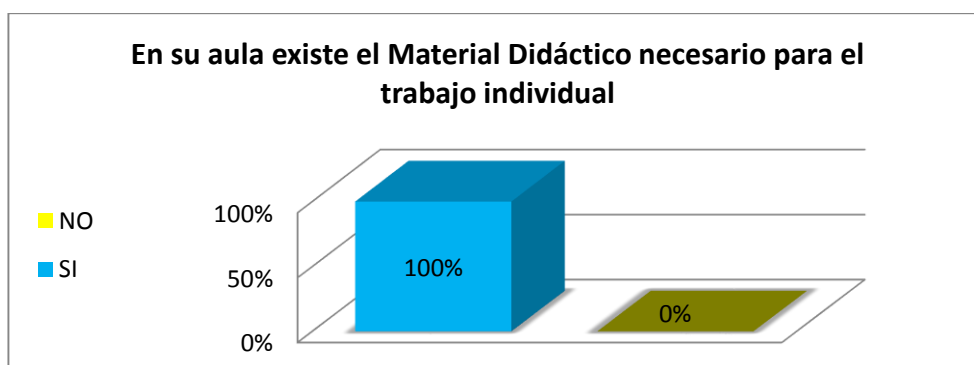 En su aula existe el Material Didáctico necesario para el
trabajo individual
NO
SI
100%
50%
0%
100%
0%